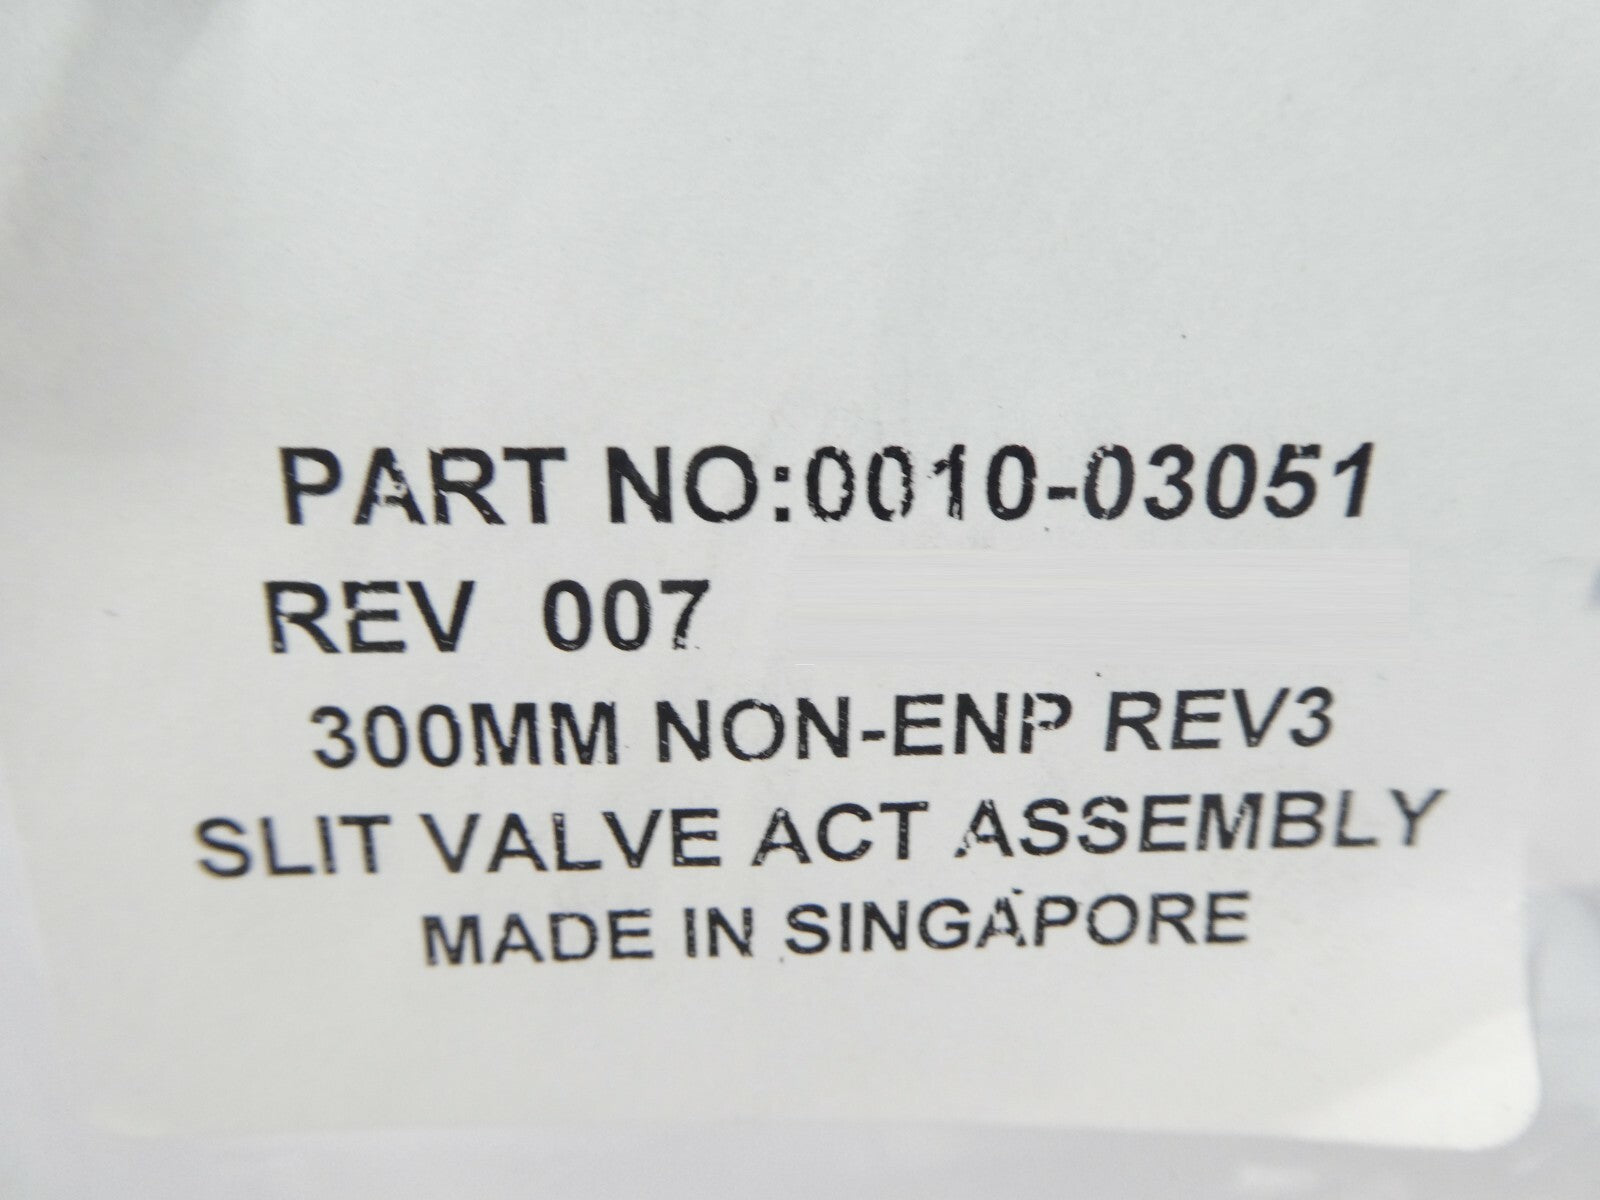 PART NO:0010-03051
REV 007
300MM NON-ENP REV3
SLIT VALVE ACT ASSEMBLY
MADE IN SINGAPORE